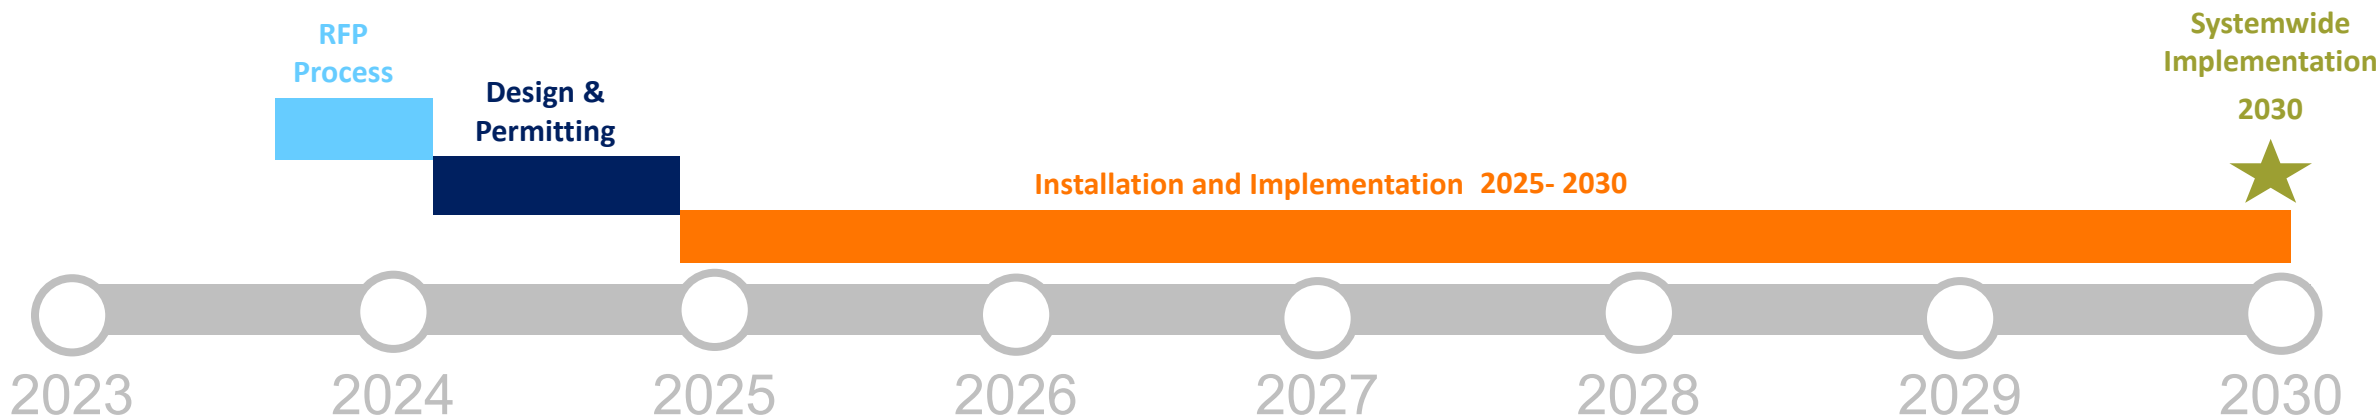 RFP
Process
Design &
Permitting
Installation and Implementation 2025- 2030
Systemwide
Implementation
2030
2023 2024 2025 2026 2027 2028 2029 2030